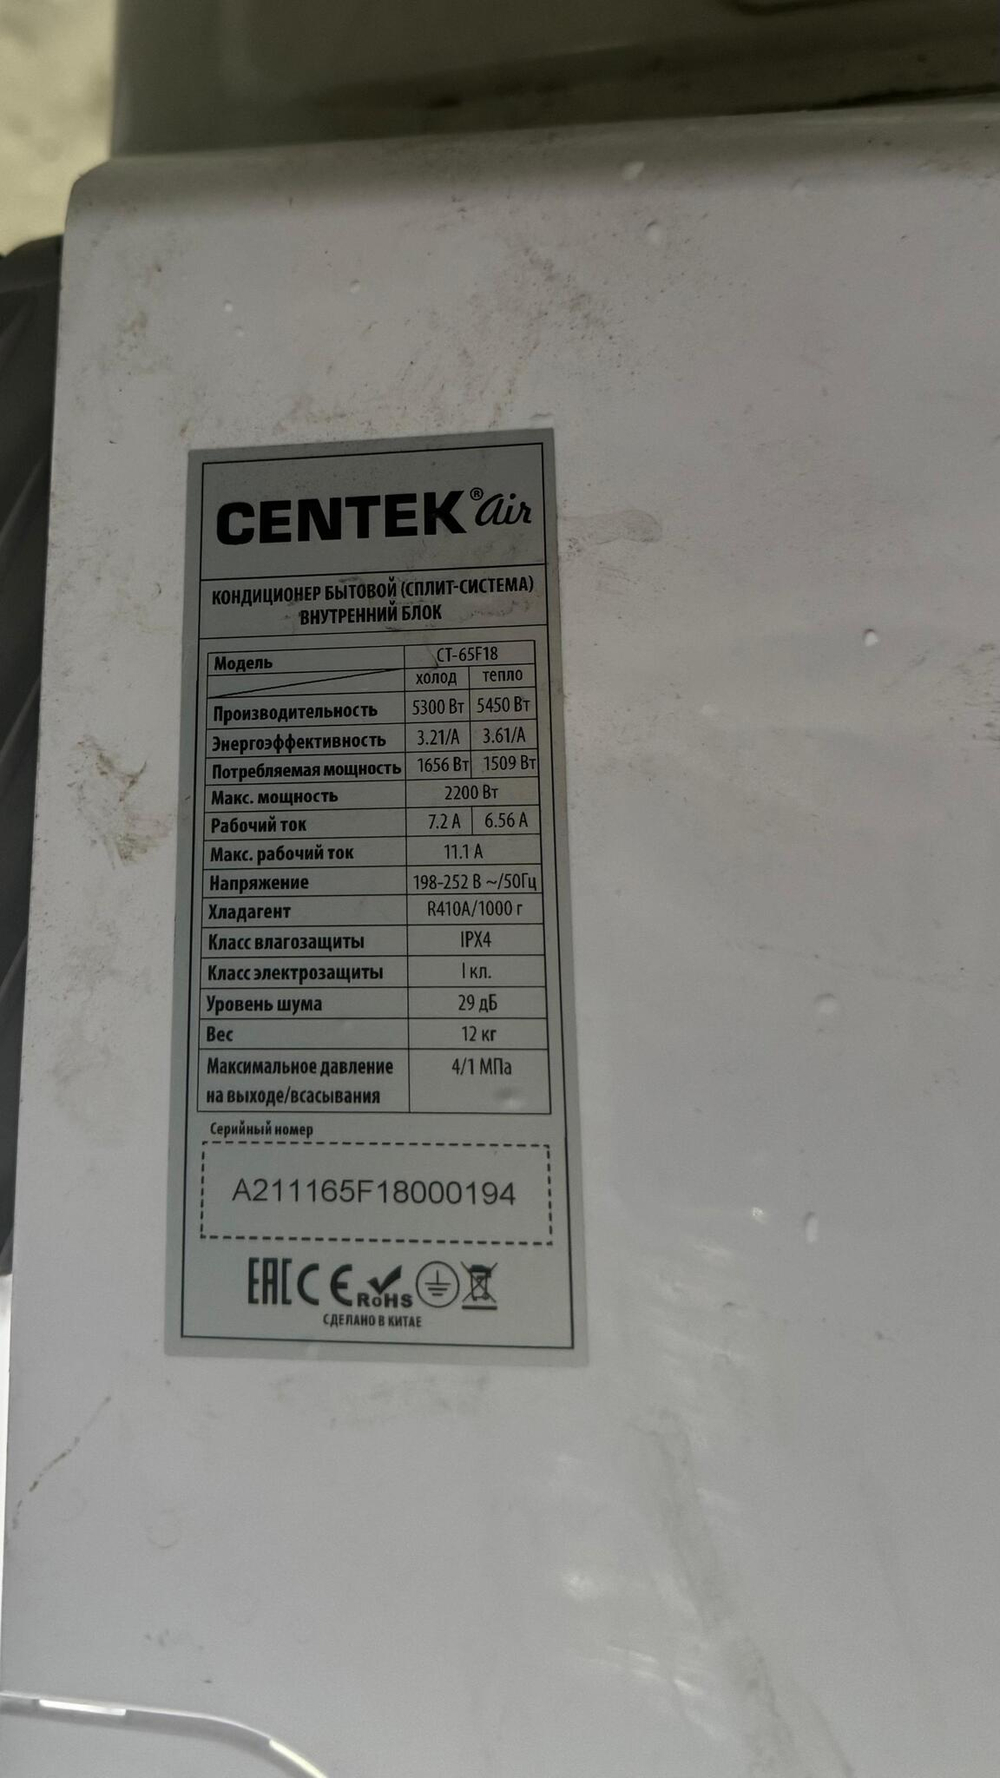 CENTEK® air
КОНДИЦИОНЕР БЫТОВОЙ (СПЛИТ-СИСТЕМА)
ВНУТРЕННИЙ БЛОК
Модель CT-65F18
холод тепло
Производительность 5300 Вт 5450 Вт
Энергоэффективность 3.21/A 3.61/A
Потребляемая мощность 1656 Вт 1509 Вт
Макс. мощность 2200 Вт
Рабочий ток 7.2 А 6.56 А
Макс. рабочий ток 11.1 А
Напряжение 198-252 В ~/50Гц
Хладагент R410A/1000 г
Класс влагозащиты IPX4
Класс электрозащиты I кл.
Уровень шума 29 дБ
Вес 12 кг
Максимальное давление 4/1 МПа
на выходе/всасывания
Серийный номер
A211165F18000194
EAC CE RoHS
СДЕЛАНО В КИТАЕ